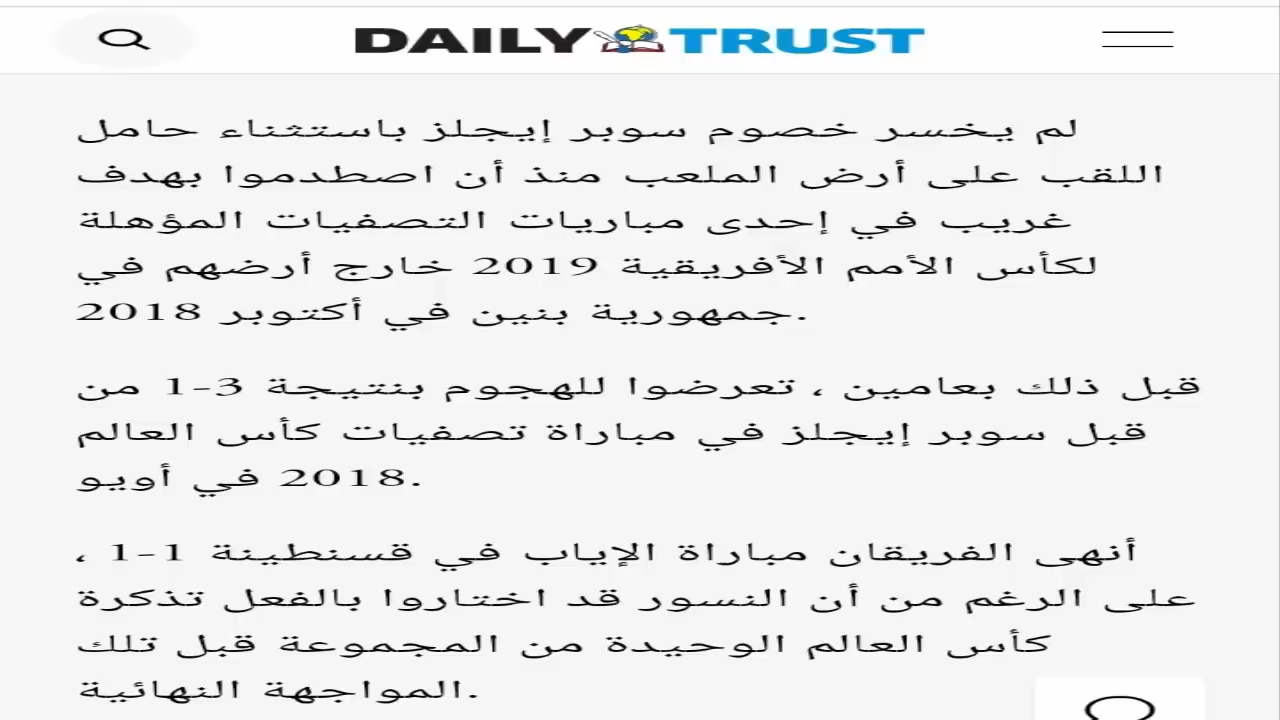 DAILY TRUST
لم يخسر خصوم سوبر إيجلز باستثناء حامل
اللقب على أرض الملعب منذ أن اصطدموا بهدف
غريب في إحدى مباريات التصفيات المؤهلة
لكأس الأمم الأفريقية 2019 خارج أرضهم في
جمهورية بنين في أكتوبر 2018.
قبل ذلك بعامين ، تعرضوا للهجوم بنتيجة 3-1 من
قبل سوبر إيجلز في مباراة تصفيات كأس العالم
2018 في أويو.
أنهى الفريقان مباراة الإياب في قسنطينة 1-1 ،
على الرغم من أن النسور قد اختاروا بالفعل تذكرة
كأس العالم الوحيدة من المجموعة قبل تلك
المواجهة النهائية.